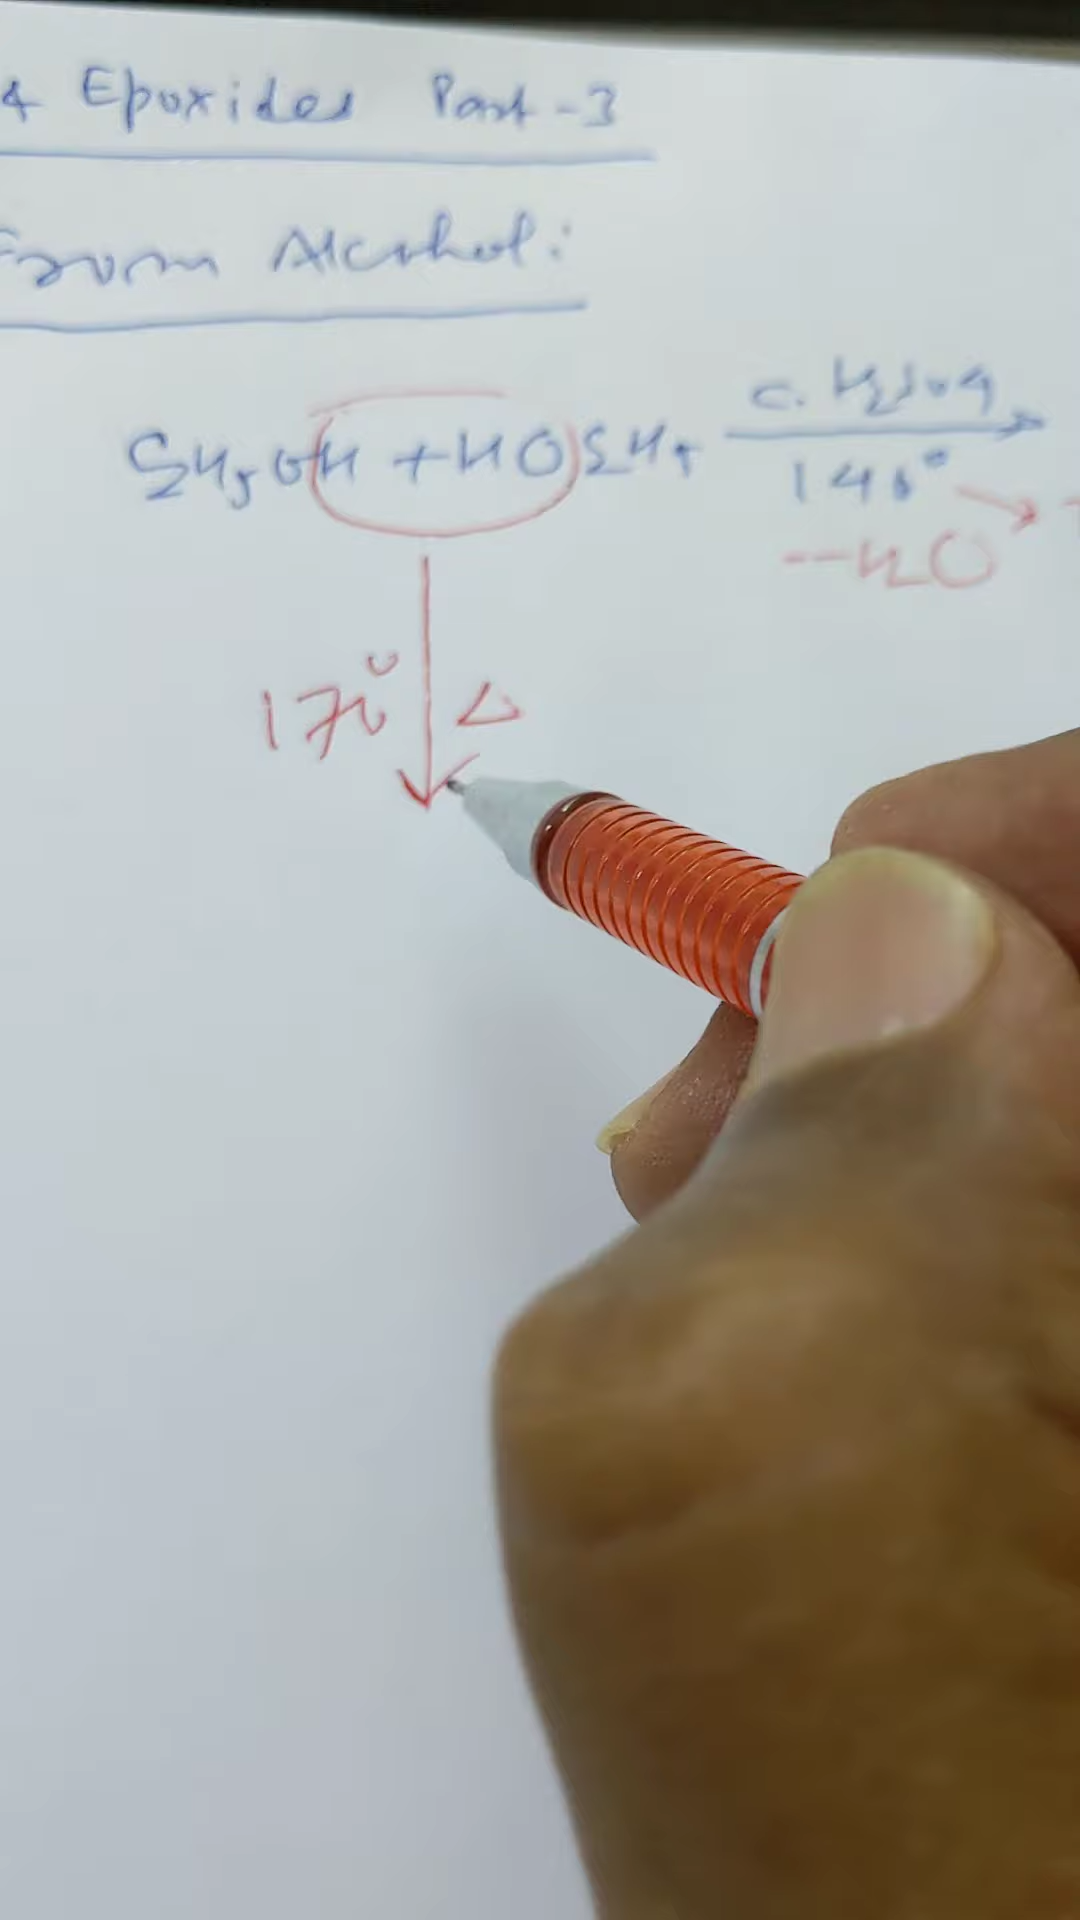 & Epoxides Part-3
From Alcohol:
c. H2SO4
C2H5OH + HOC2H5
140°
-H2O
170° Δ